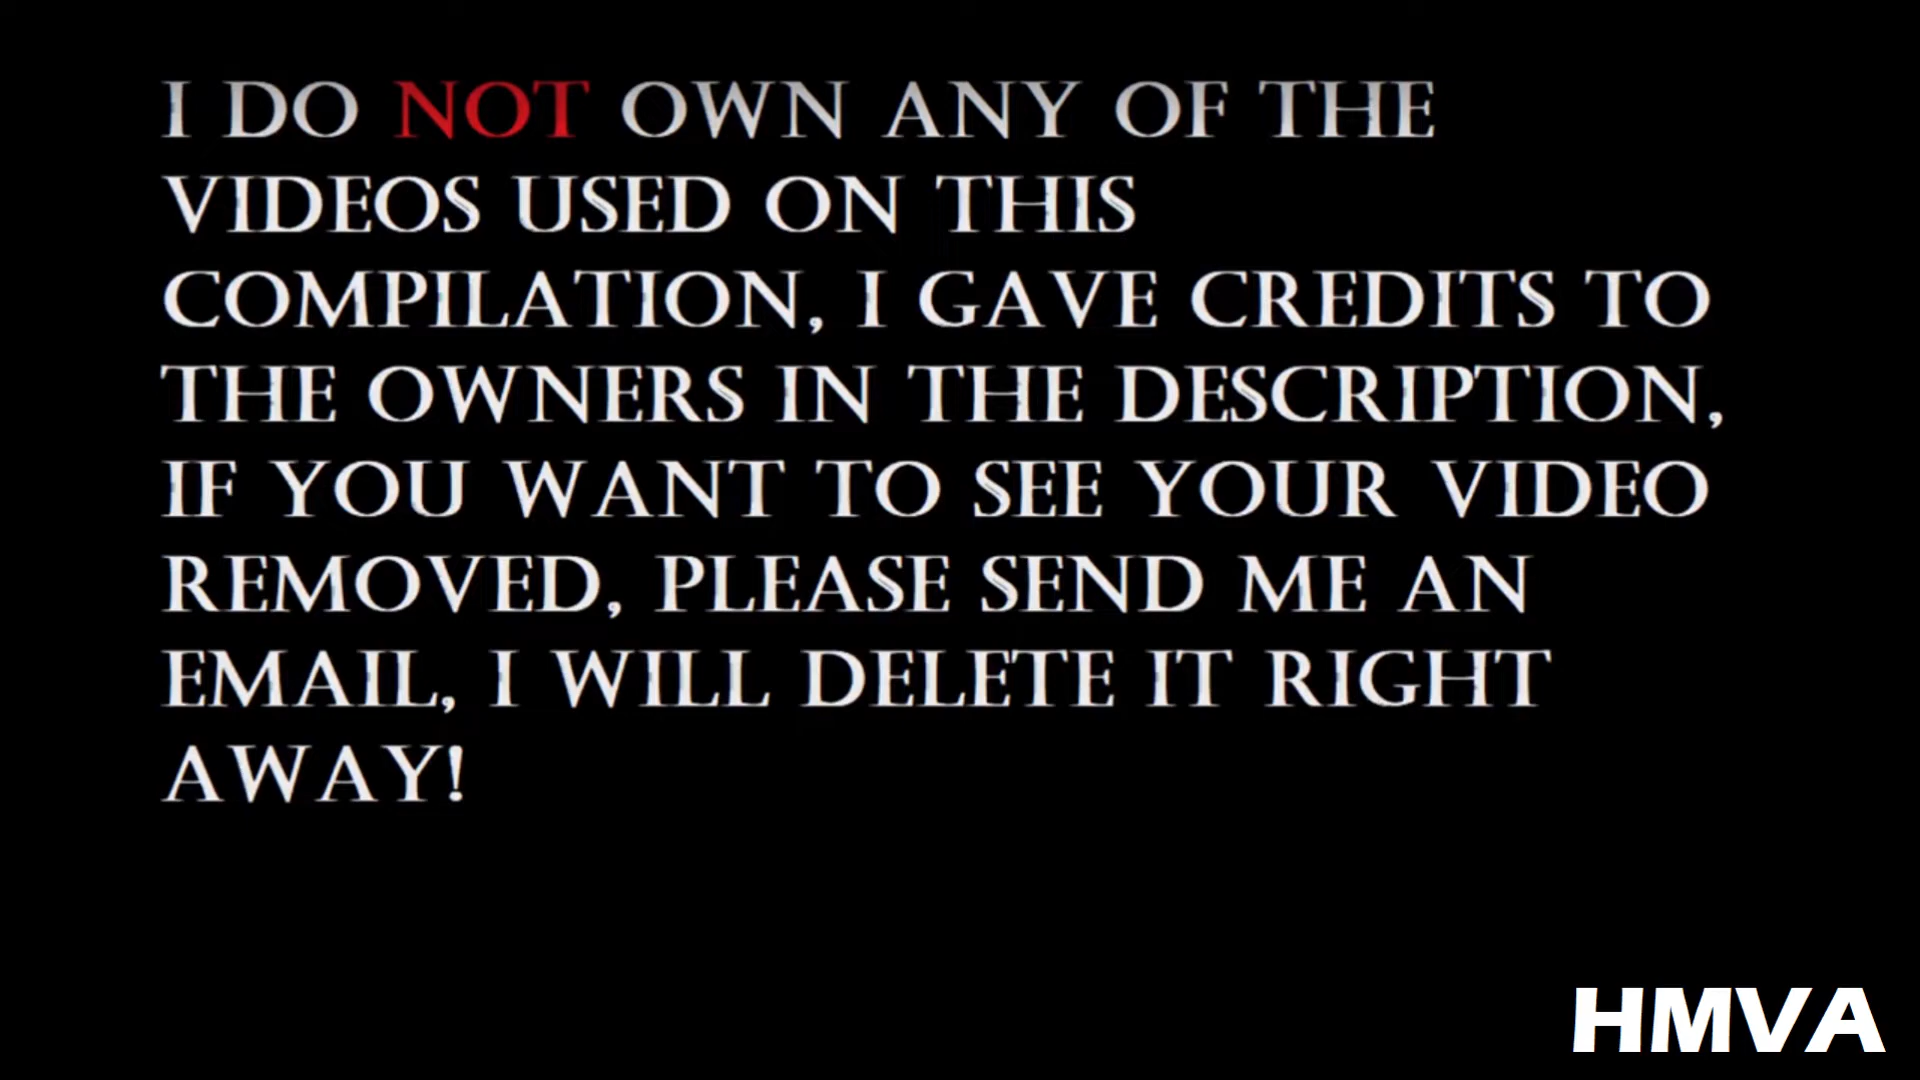 I DO NOT OWN ANY OF THE
VIDEOS USED ON THIS
COMPILATION, I GAVE CREDITS TO
THE OWNERS IN THE DESCRIPTION,
IF YOU WANT TO SEE YOUR VIDEO
REMOVED, PLEASE SEND ME AN
EMAIL, I WILL DELETE IT RIGHT
AWAY!
HMVA